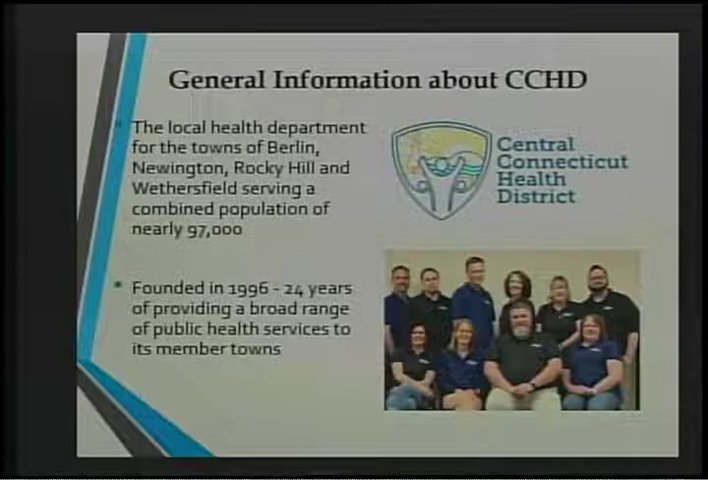 General Information about CCHD
The local health department
for the towns of Berlin,
Newington, Rocky Hill and
Wethersfield serving a
combined population of
nearly 97,000
Founded in 1996 - 24 years
of providing a broad range
of public health services to
its member towns
Central
Connecticut
Health
District